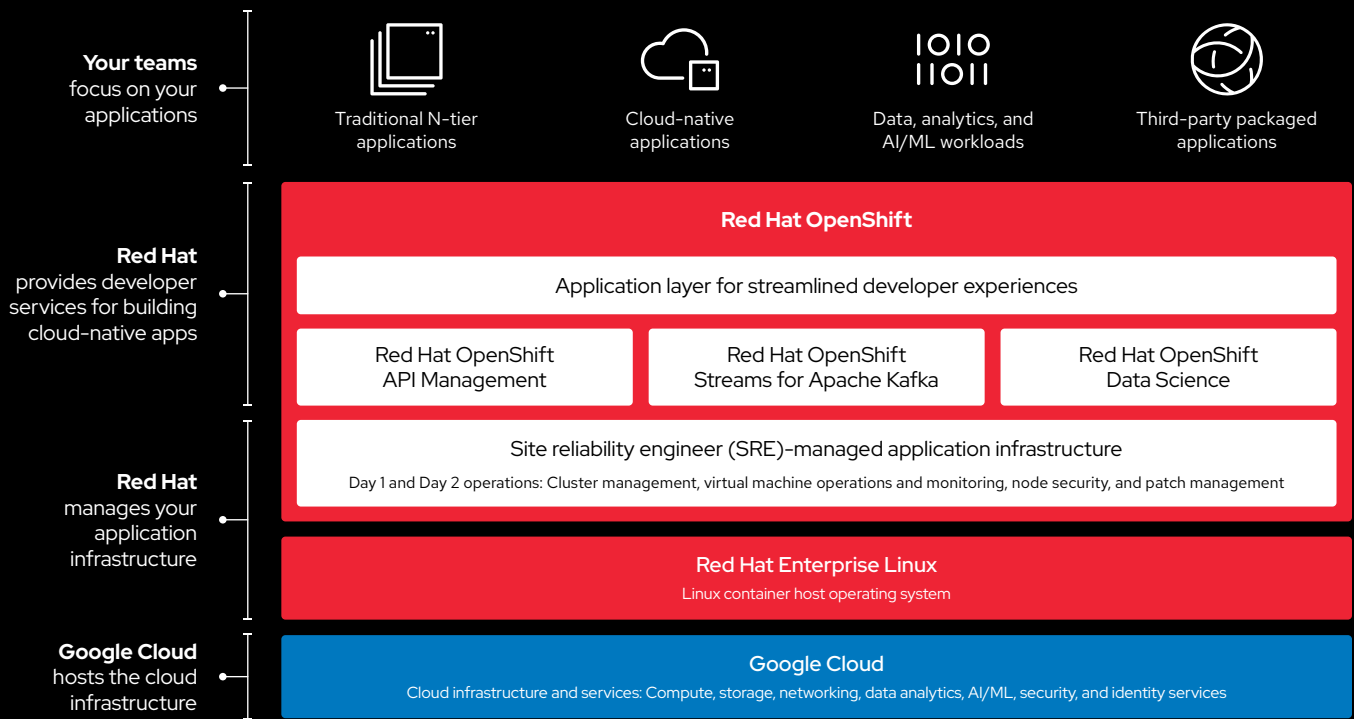 Your teams
focus on your
applications
1010
11011
Traditional N-tier
applications
Cloud-native
applications
Data, analytics, and
AI/ML workloads
Third-party packaged
applications
Red Hat
provides developer
services for building
cloud-native apps
Red Hat OpenShift
Application layer for streamlined developer experiences
Red Hat OpenShift
API Management
Red Hat OpenShift
Streams for Apache Kafka
Red Hat OpenShift
Data Science
Red Hat
manages your
application
infrastructure
Site reliability engineer (SRE)-managed application infrastructure
Day 1 and Day 2 operations: Cluster management, virtual machine operations and monitoring, node security, and patch management
Red Hat Enterprise Linux
Linux container host operating system
Google Cloud
hosts the cloud
infrastructure
Google Cloud
Cloud infrastructure and services: Compute, storage, networking, data analytics, AI/ML, security, and identity services